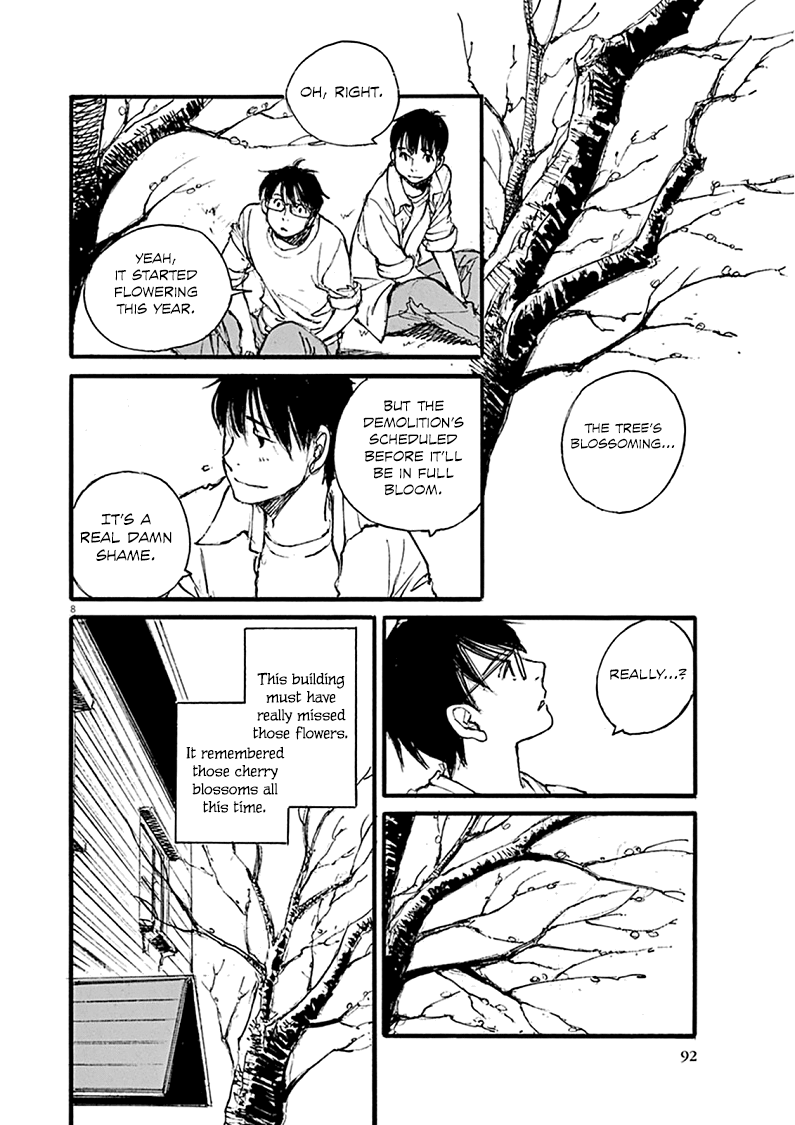 THE TREE'S
BLOSSOMING...
OH, RIGHT.
YEAH,
IT STARTED
FLOWERING
THIS YEAR.
BUT THE
DEMOLITION'S
SCHEDULED
BEFORE IT'LL
BE IN FULL
BLOOM.
IT'S A
REAL DAMN
SHAME.
8
REALLY...?
This building
must have
really missed
those flowers.
It remembered
those cherry
blossoms all
this time.
92